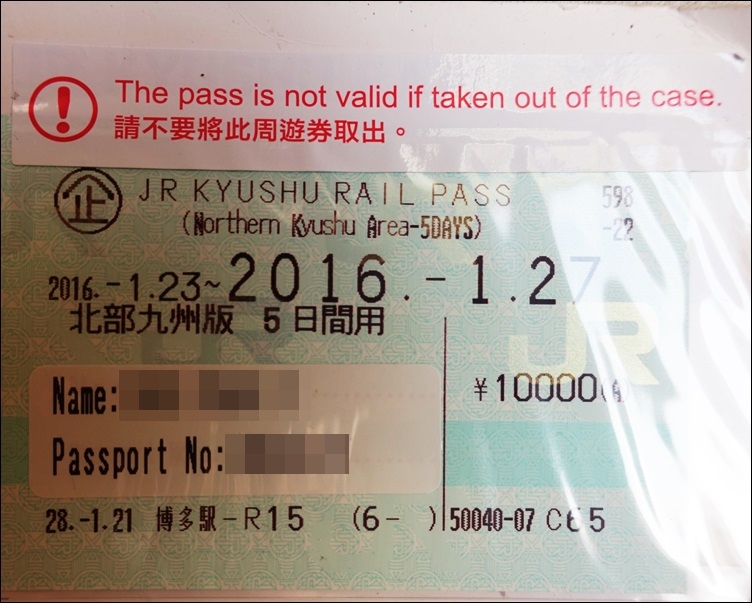 The pass is not valid if taken out of the case.
請不要將此周遊券取出。
企 JR KYUSHU RAIL PASS 598
(Northern Kyushu Area-5DAYS) -22
2016.-1.23~2016.-1.27
北部九州版 5日間用
JR
Name:
¥10000(A
Passport No:
28.-1.21 博多駅-R15 (6- ) 50040-07 C65